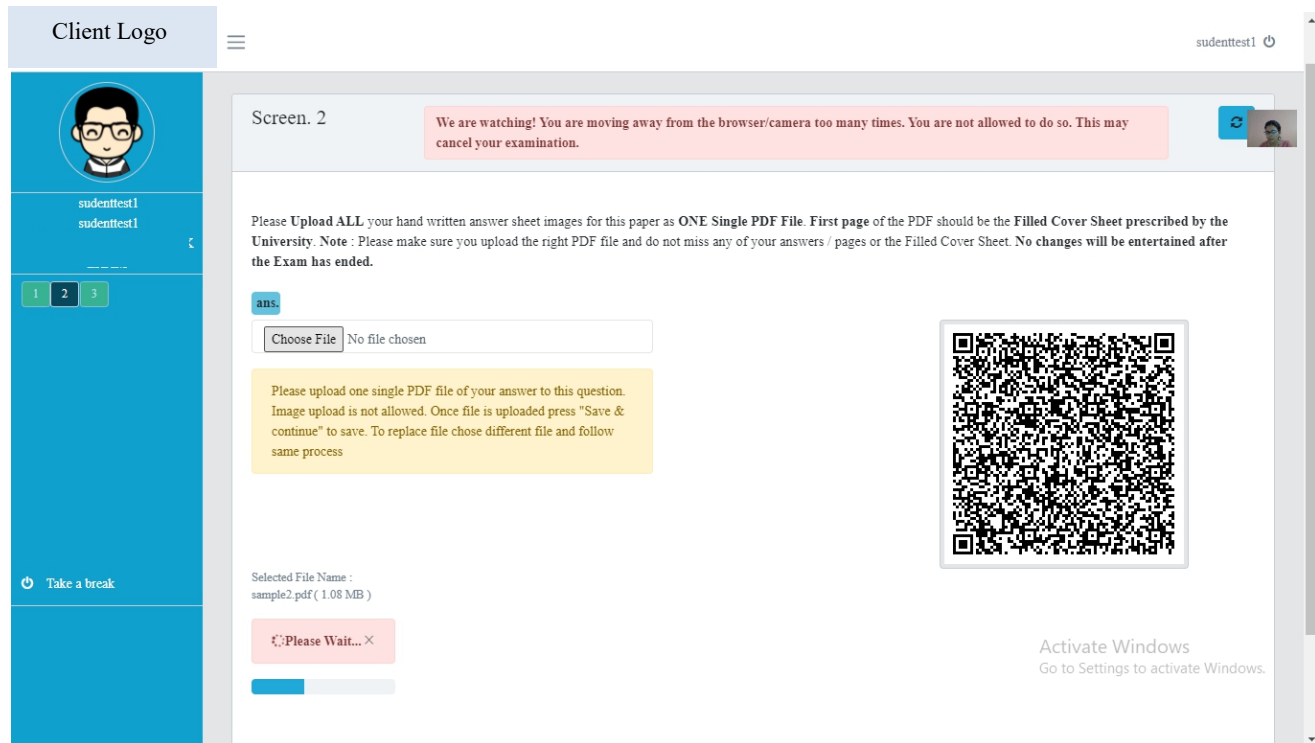 Client Logo
sudenttest1
Screen. 2
We are watching! You are moving away from the browser/camera too many times. You are not allowed to do so. This may
cancel your examination.
sudenttest1
sudenttest1
1 2 3
Take a break
Please Upload ALL your hand written answer sheet images for this paper as ONE Single PDF File. First page of the PDF should be the Filled Cover Sheet prescribed by the
University. Note : Please make sure you upload the right PDF file and do not miss any of your answers / pages or the Filled Cover Sheet. No changes will be entertained after
the Exam has ended.
ans.
Choose File No file chosen
Please upload one single PDF file of your answer to this question.
Image upload is not allowed. Once file is uploaded press "Save &
continue" to save. To replace file chose different file and follow
same process
Selected File Name :
sample2.pdf ( 1.08 MB )
Please Wait... ×
Activate Windows
Go to Settings to activate Windows.